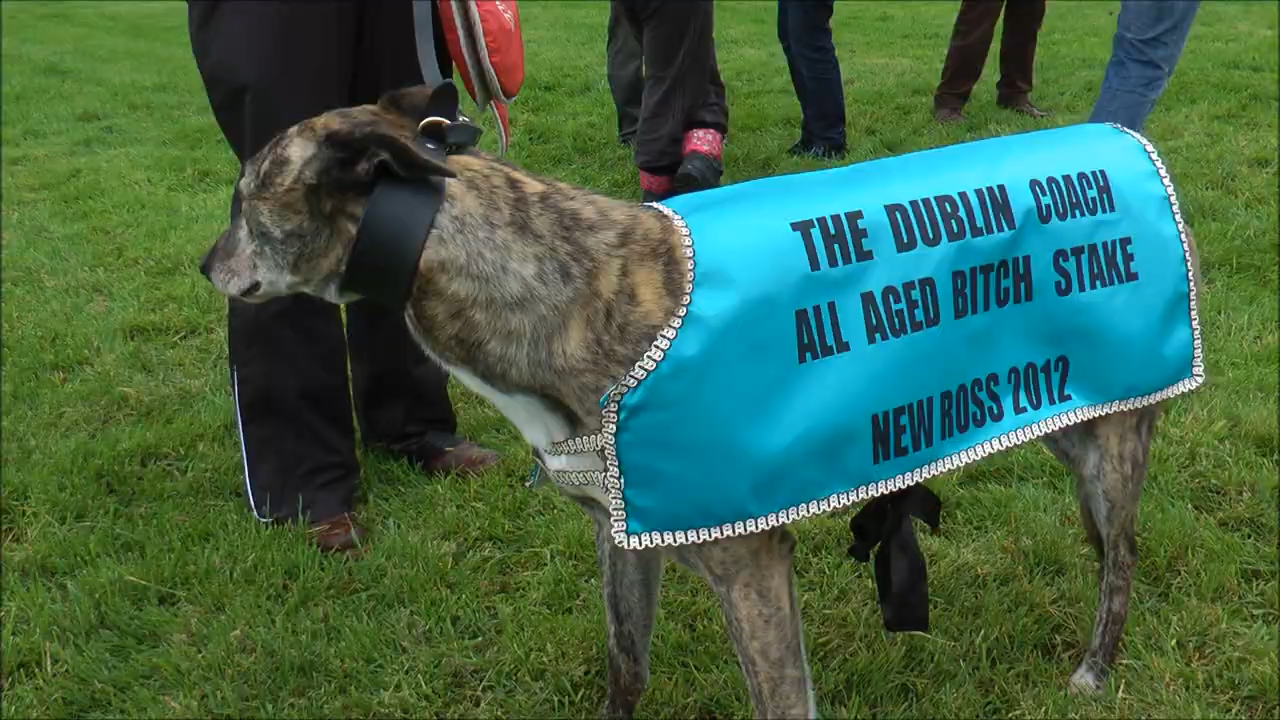 THE DUBLIN COACH
ALL AGED BITCH STAKE
NEW ROSS 2012